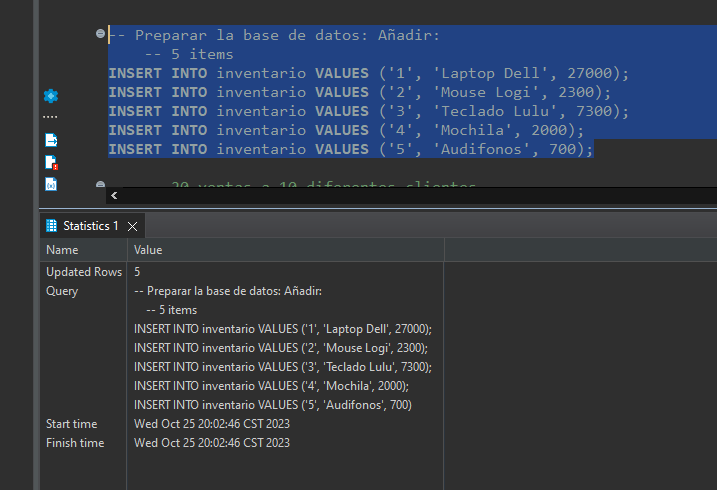 -- Preparar la base de datos: Añadir:
-- 5 items
INSERT INTO inventario VALUES ('1', 'Laptop Dell', 27000);
INSERT INTO inventario VALUES ('2', 'Mouse Logi', 2300);
INSERT INTO inventario VALUES ('3', 'Teclado Lulu', 7300);
INSERT INTO inventario VALUES ('4', 'Mochila', 2000);
INSERT INTO inventario VALUES ('5', 'Audifonos', 700);
20 ventas a 10 diferentes clientes
Statistics 1
Name Value
Updated Rows 5
Query -- Preparar la base de datos: Añadir:
-- 5 items
INSERT INTO inventario VALUES ('1', 'Laptop Dell', 27000);
INSERT INTO inventario VALUES ('2', 'Mouse Logi', 2300);
INSERT INTO inventario VALUES ('3', 'Teclado Lulu', 7300);
INSERT INTO inventario VALUES ('4', 'Mochila', 2000);
INSERT INTO inventario VALUES ('5', 'Audifonos', 700)
Start time Wed Oct 25 20:02:46 CST 2023
Finish time Wed Oct 25 20:02:46 CST 2023